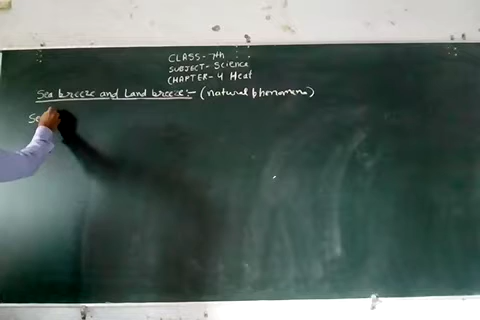 CLASS- 7th
SUBJECT- Science
CHAPTER- 4 Heat
Sea breeze and Land breeze:- (natural phenomena)
Se